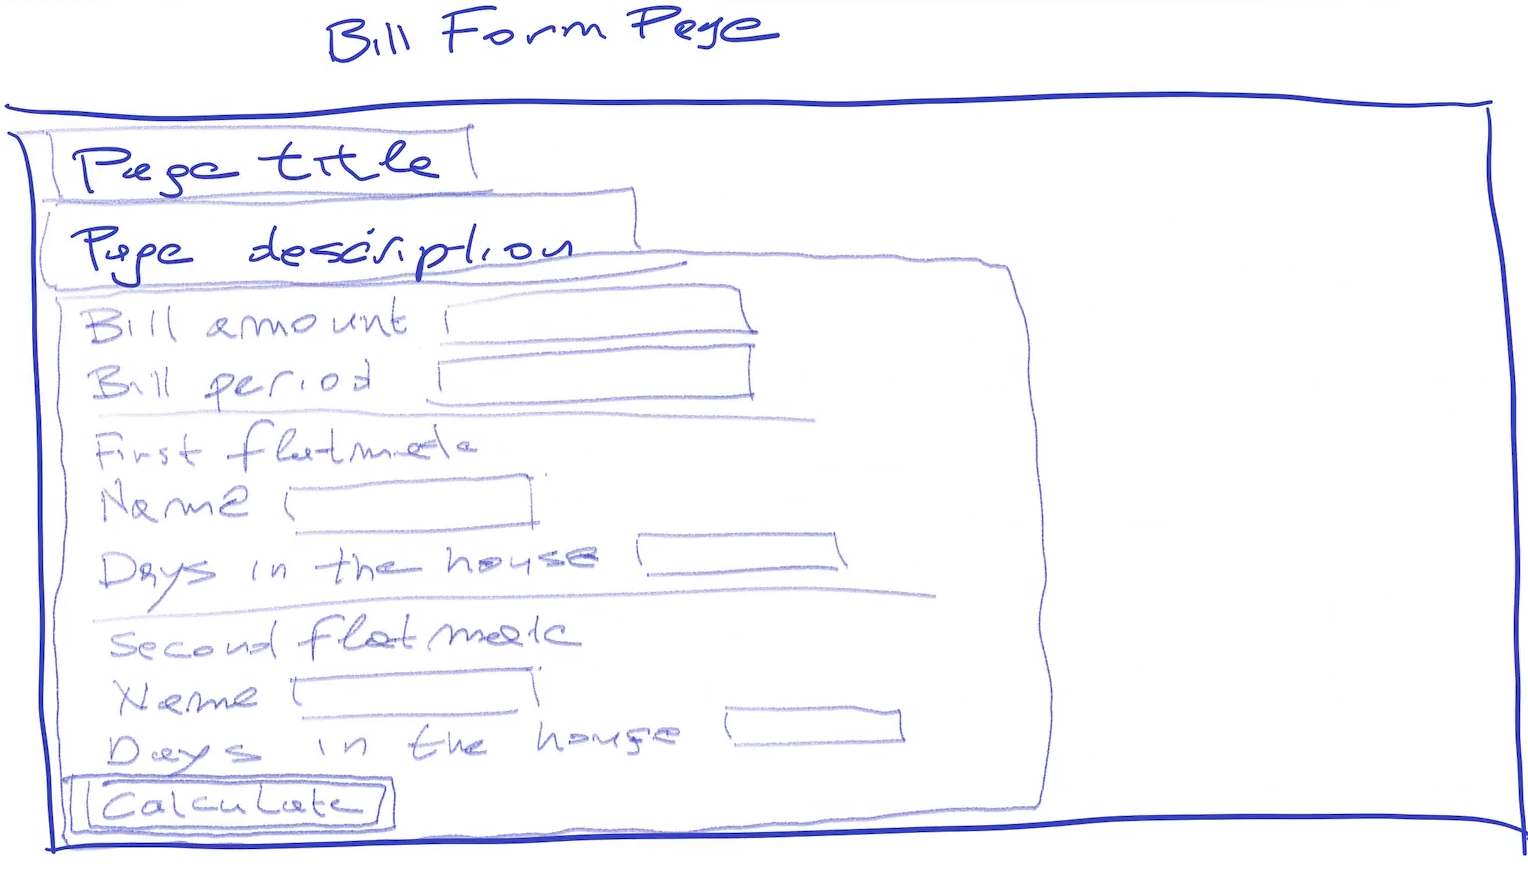 Bill Form Page
Page title
Page description
Bill amount
Bill period
First flatmate
Name
Days in the house
Second flatmate
Name
Days in the house
Calculate